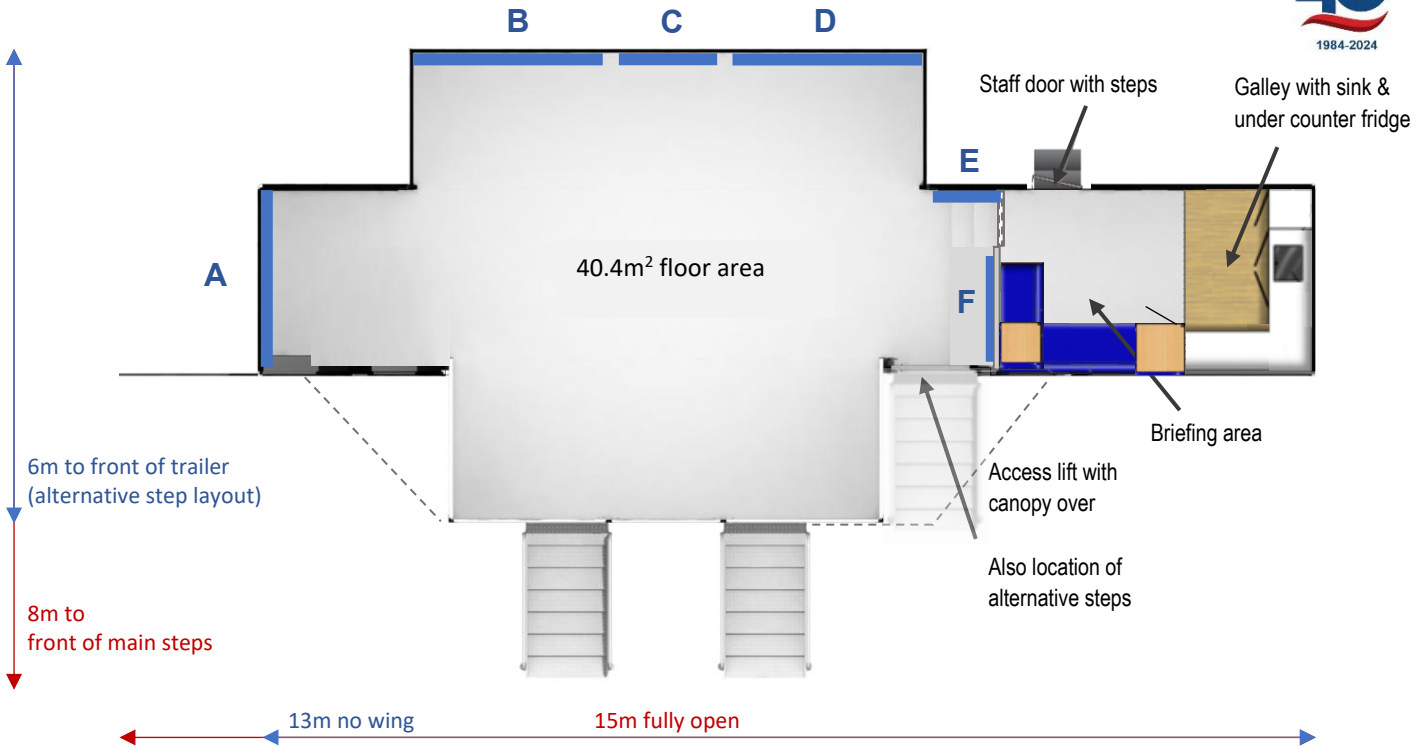 B
C
D
1984-2024
Staff door with steps
Galley with sink &
under counter fridge
E
A
40.4m² floor area
F
Briefing area
6m to front of trailer
(alternative step layout)
Access lift with
canopy over
Also location of
alternative steps
8m to
front of main steps
13m no wing
15m fully open